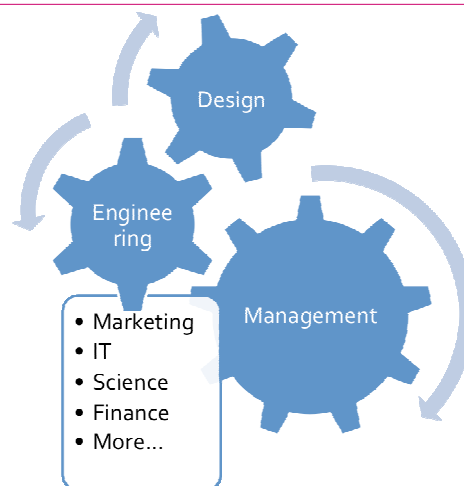 Design
Enginee
ring
Management
• Marketing
• IT
• Science
• Finance
• More...